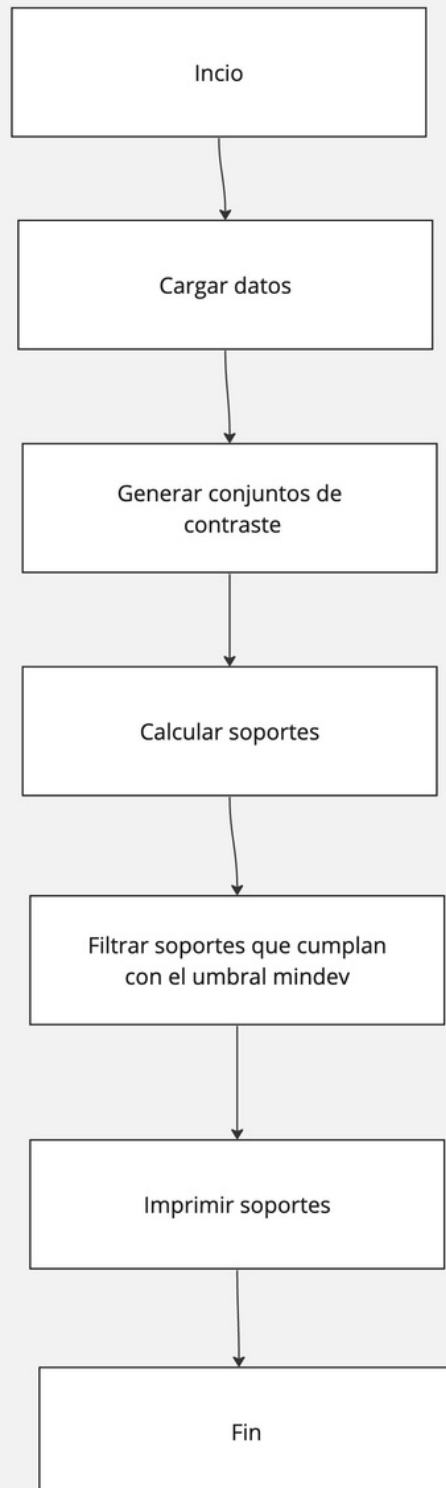 Incio
Cargar datos
Generar conjuntos de
contraste
Calcular soportes
Filtrar soportes que cumplan
con el umbral mindev
Imprimir soportes
Fin